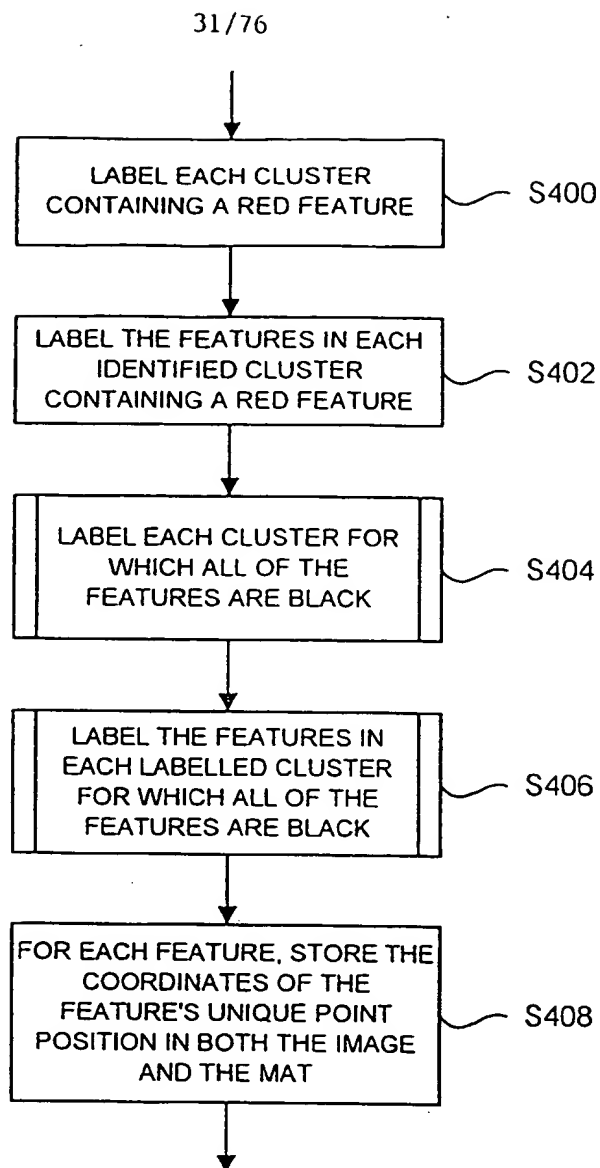 31/76
LABEL EACH CLUSTER
CONTAINING A RED FEATURE
S400
LABEL THE FEATURES IN EACH
IDENTIFIED CLUSTER
CONTAINING A RED FEATURE
S402
LABEL EACH CLUSTER FOR
WHICH ALL OF THE
FEATURES ARE BLACK
S404
LABEL THE FEATURES IN
EACH LABELLED CLUSTER
FOR WHICH ALL OF THE
FEATURES ARE BLACK
S406
FOR EACH FEATURE, STORE THE
COORDINATES OF THE
FEATURE'S UNIQUE POINT
POSITION IN BOTH THE IMAGE
AND THE MAT
S408